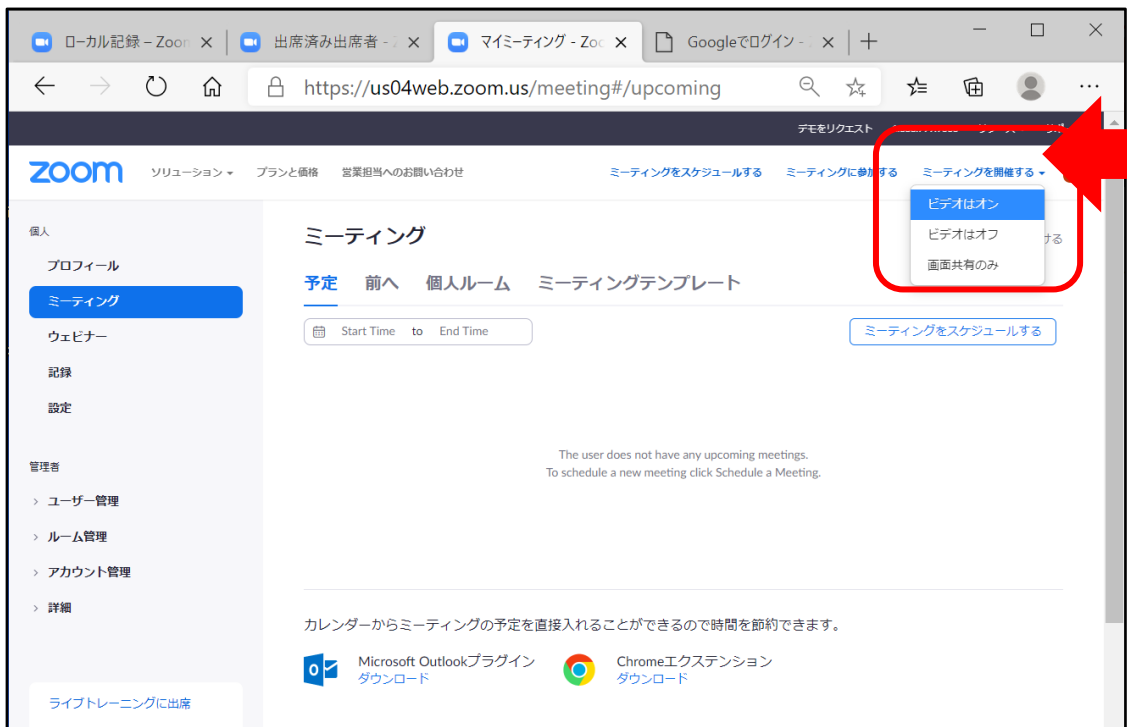 ローカル記録 – Zoon
出席済み出席者 - Z
マイミーティング - Zoo
Googleでログイン -
https://us04web.zoom.us/meeting#/upcoming
デモをリクエスト
zoom ソリューション プランと価格 営業担当へのお問い合わせ ミーティングをスケジュールする ミーティングに参加する ミーティングを開催する
ビデオはオン
ビデオはオフ
画面共有のみ
ける
個人
プロフィール
ミーティング
ウェビナー
記録
設定
管理者
ユーザー管理
ルーム管理
アカウント管理
詳細
ライブトレーニングに出席
ミーティング
予定 前へ 個人ルーム ミーティングテンプレート
Start Time to End Time
ミーティングをスケジュールする
The user does not have any upcoming meetings.
To schedule a new meeting click Schedule a Meeting.
カレンダーからミーティングの予定を直接入れることができるので時間を節約できます。
Microsoft Outlookプラグイン
ダウンロード
Chromeエクステンション
ダウンロード